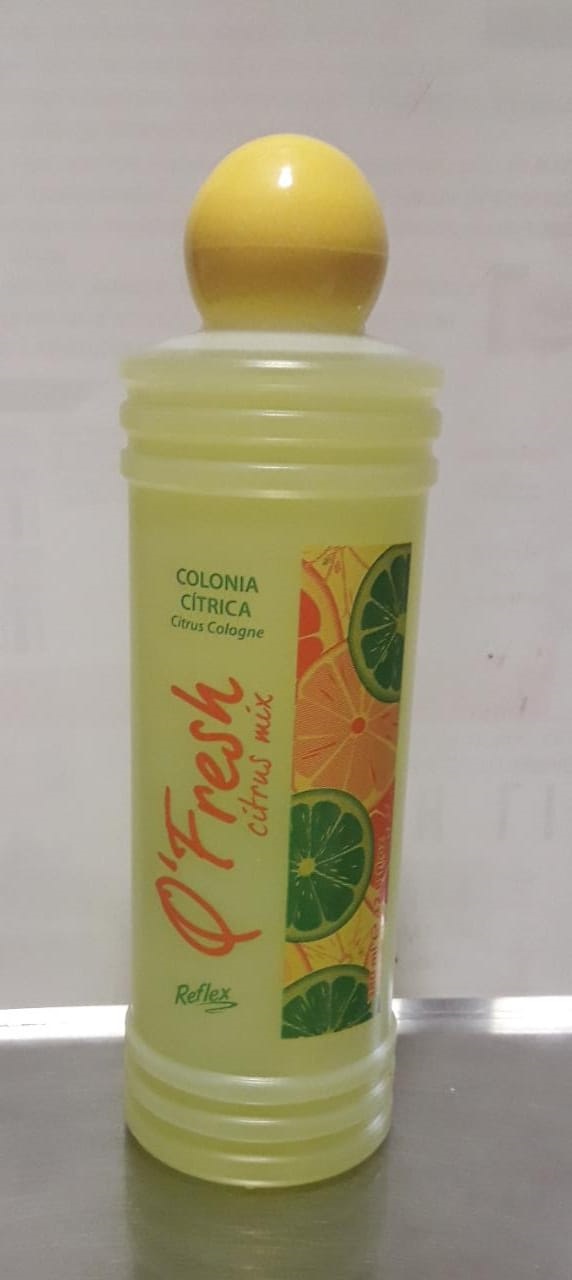 COLONIA
CÍTRICA
Citrus Cologne
Q'Fresh
citrus mix
Reflex